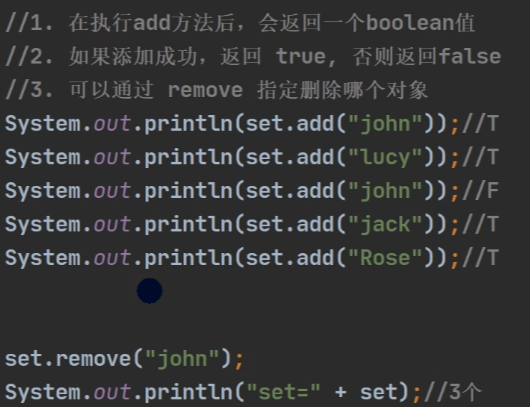 //1. 在执行add方法后，会返回一个boolean值
//2. 如果添加成功，返回 true, 否则返回false
//3. 可以通过 remove 指定删除哪个对象
System.out.println(set.add("john"));//T
System.out.println(set.add("lucy"));//T
System.out.println(set.add("john"));//F
System.out.println(set.add("jack"));//T
System.out.println(set.add("Rose"));//T
set.remove("john");
System.out.println("set=" + set);//3个